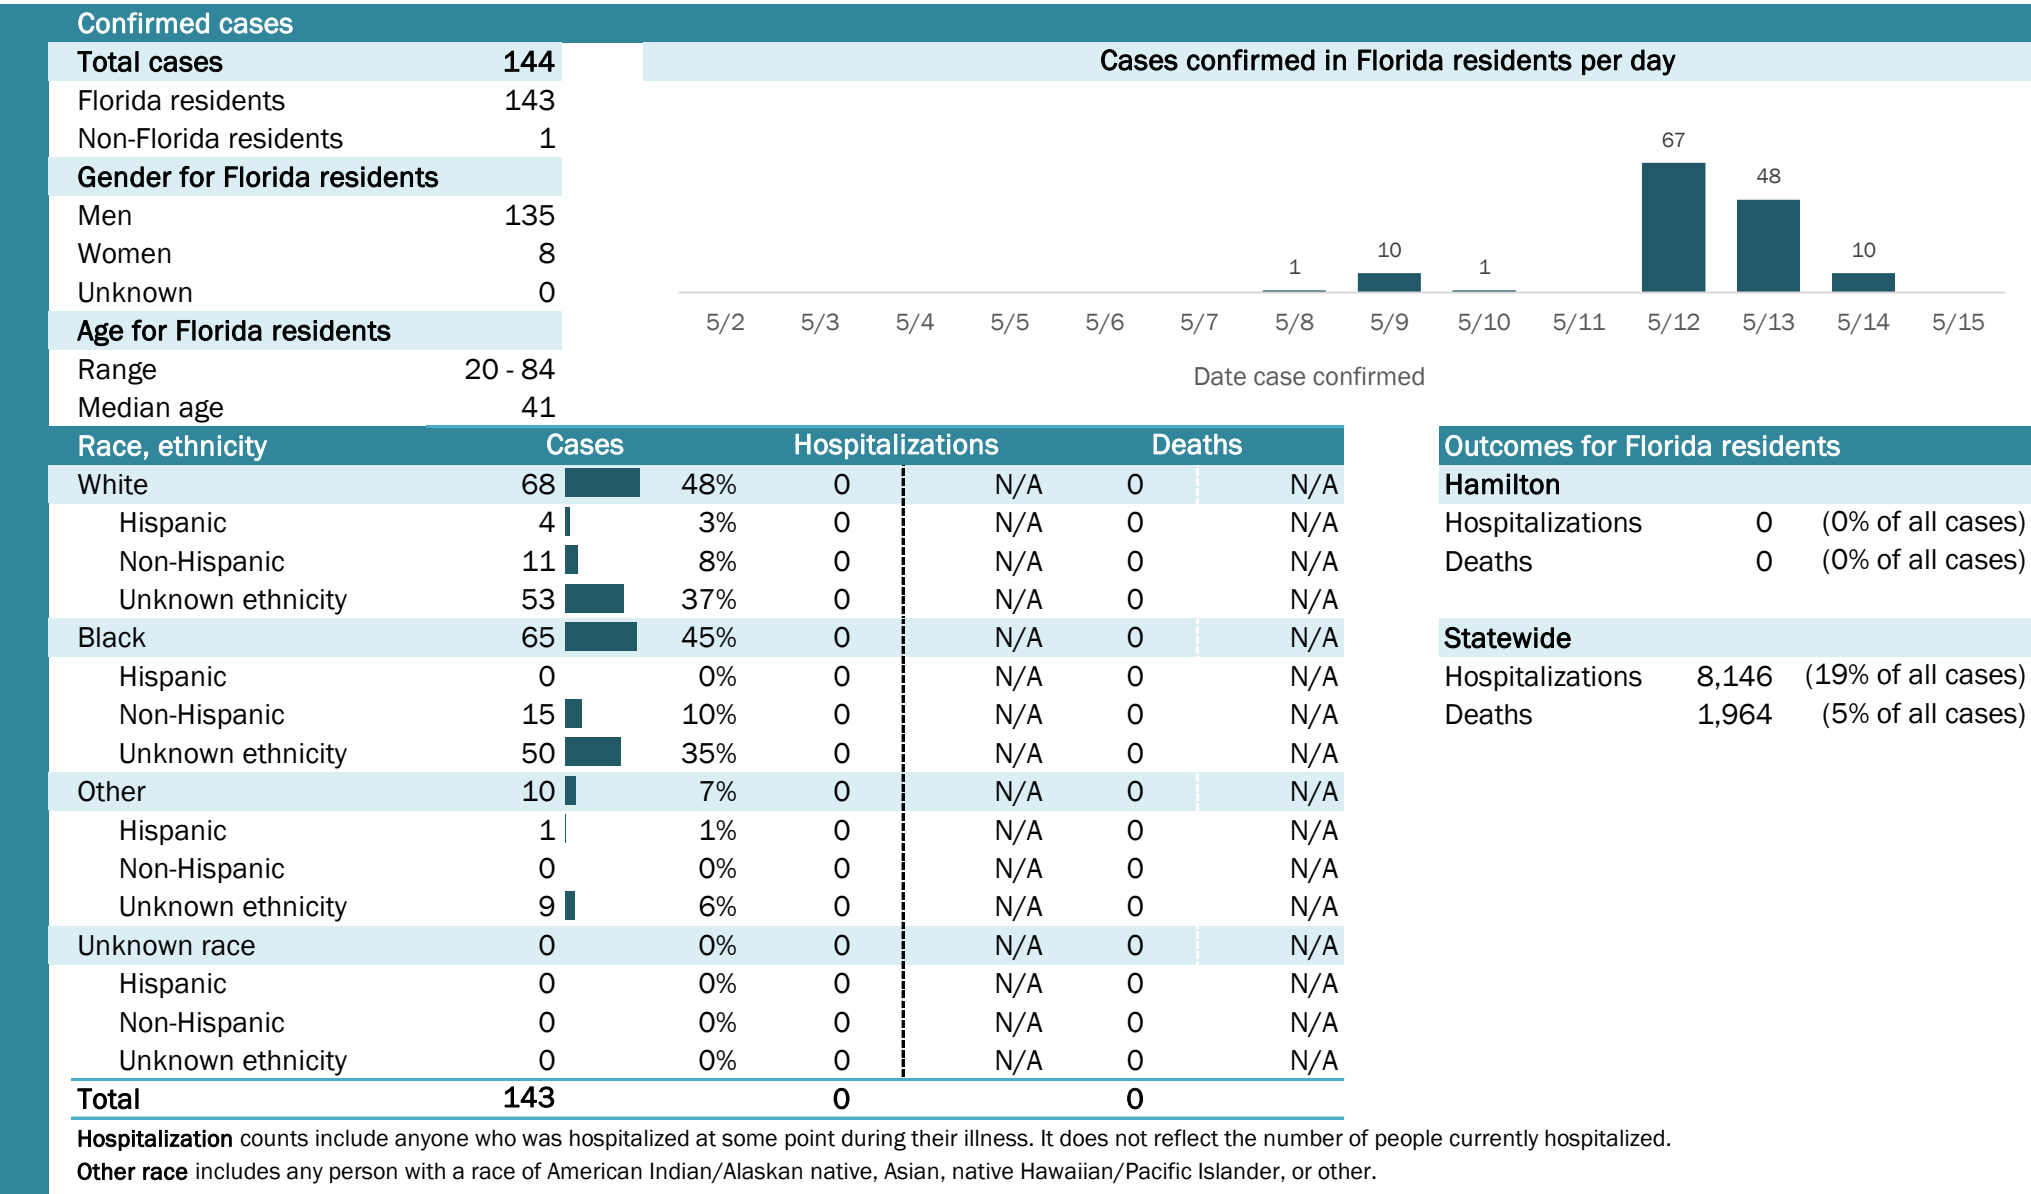 Confirmed cases
Total cases 144
Florida residents 143
Non-Florida residents 1
Gender for Florida residents
Men 135
Women 8
Unknown 0
Age for Florida residents
Range 20 - 84
Median age 41
Cases confirmed in Florida residents per day
1 10 1 67 48 10
5/2 5/3 5/4 5/5 5/6 5/7 5/8 5/9 5/10 5/11 5/12 5/13 5/14 5/15
Date case confirmed
Race, ethnicity Cases Hospitalizations Deaths
White 68 48% 0 N/A 0 N/A
Hispanic 4 3% 0 N/A 0 N/A
Non-Hispanic 11 8% 0 N/A 0 N/A
Unknown ethnicity 53 37% 0 N/A 0 N/A
Black 65 45% 0 N/A 0 N/A
Hispanic 0 0% 0 N/A 0 N/A
Non-Hispanic 15 10% 0 N/A 0 N/A
Unknown ethnicity 50 35% 0 N/A 0 N/A
Other 10 7% 0 N/A 0 N/A
Hispanic 1 1% 0 N/A 0 N/A
Non-Hispanic 0 0% 0 N/A 0 N/A
Unknown ethnicity 9 6% 0 N/A 0 N/A
Unknown race 0 0% 0 N/A 0 N/A
Hispanic 0 0% 0 N/A 0 N/A
Non-Hispanic 0 0% 0 N/A 0 N/A
Unknown ethnicity 0 0% 0 N/A 0 N/A
Total 143 0 0
Outcomes for Florida residents
Hamilton
Hospitalizations 0 (0% of all cases)
Deaths 0 (0% of all cases)
Statewide
Hospitalizations 8,146 (19% of all cases)
Deaths 1,964 (5% of all cases)
Hospitalization counts include anyone who was hospitalized at some point during their illness. It does not reflect the number of people currently hospitalized.
Other race includes any person with a race of American Indian/Alaskan native, Asian, native Hawaiian/Pacific Islander, or other.